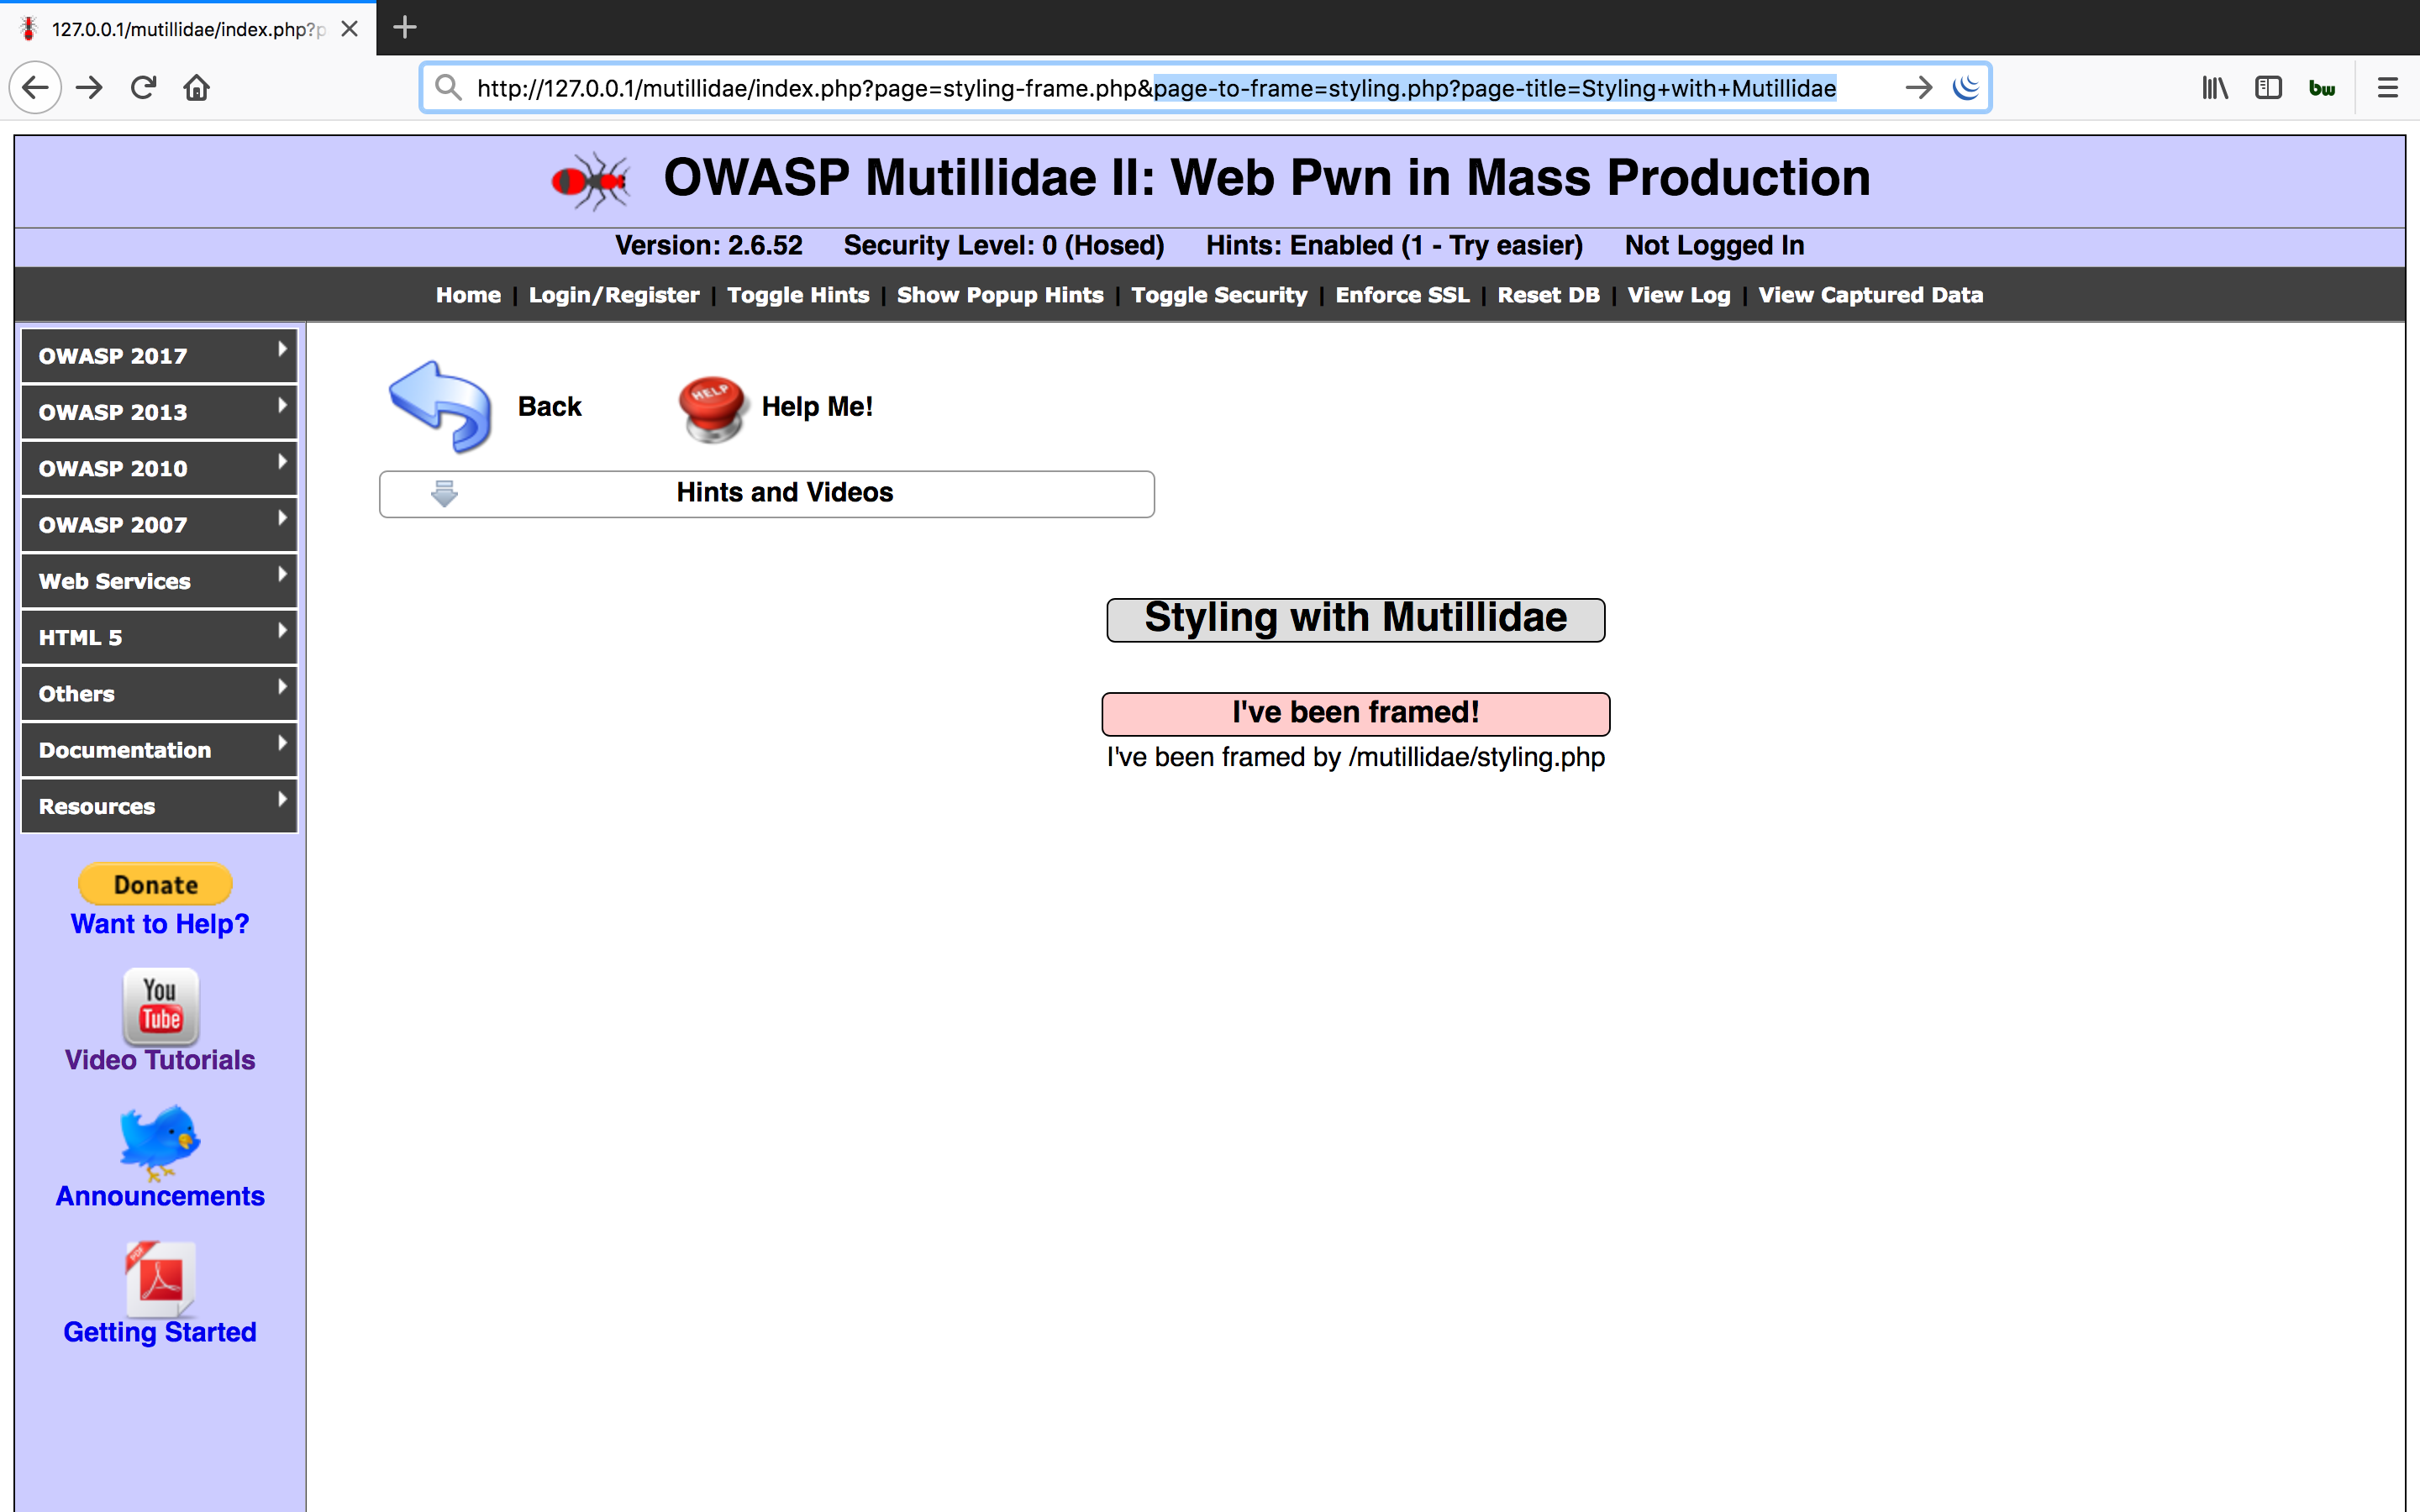 127.0.0.1/mutillidae/index.php?p
http://127.0.0.1/mutillidae/index.php?page=styling-frame.php&page-to-frame=styling.php?page-title=Styling+with+Mutillidae
bw
OWASP Mutillidae II: Web Pwn in Mass Production
Version: 2.6.52 Security Level: 0 (Hosed) Hints: Enabled (1 - Try easier) Not Logged In
Home | Login/Register | Toggle Hints | Show Popup Hints | Toggle Security | Enforce SSL | Reset DB | View Log | View Captured Data
OWASP 2017
OWASP 2013
OWASP 2010
OWASP 2007
Web Services
HTML 5
Others
Documentation
Resources
Donate
Want to Help?
You
Tube
Video Tutorials
Announcements
PDF
Getting Started
Back
HELP
Help Me!
Hints and Videos
Styling with Mutillidae
I've been framed!
I've been framed by /mutillidae/styling.php